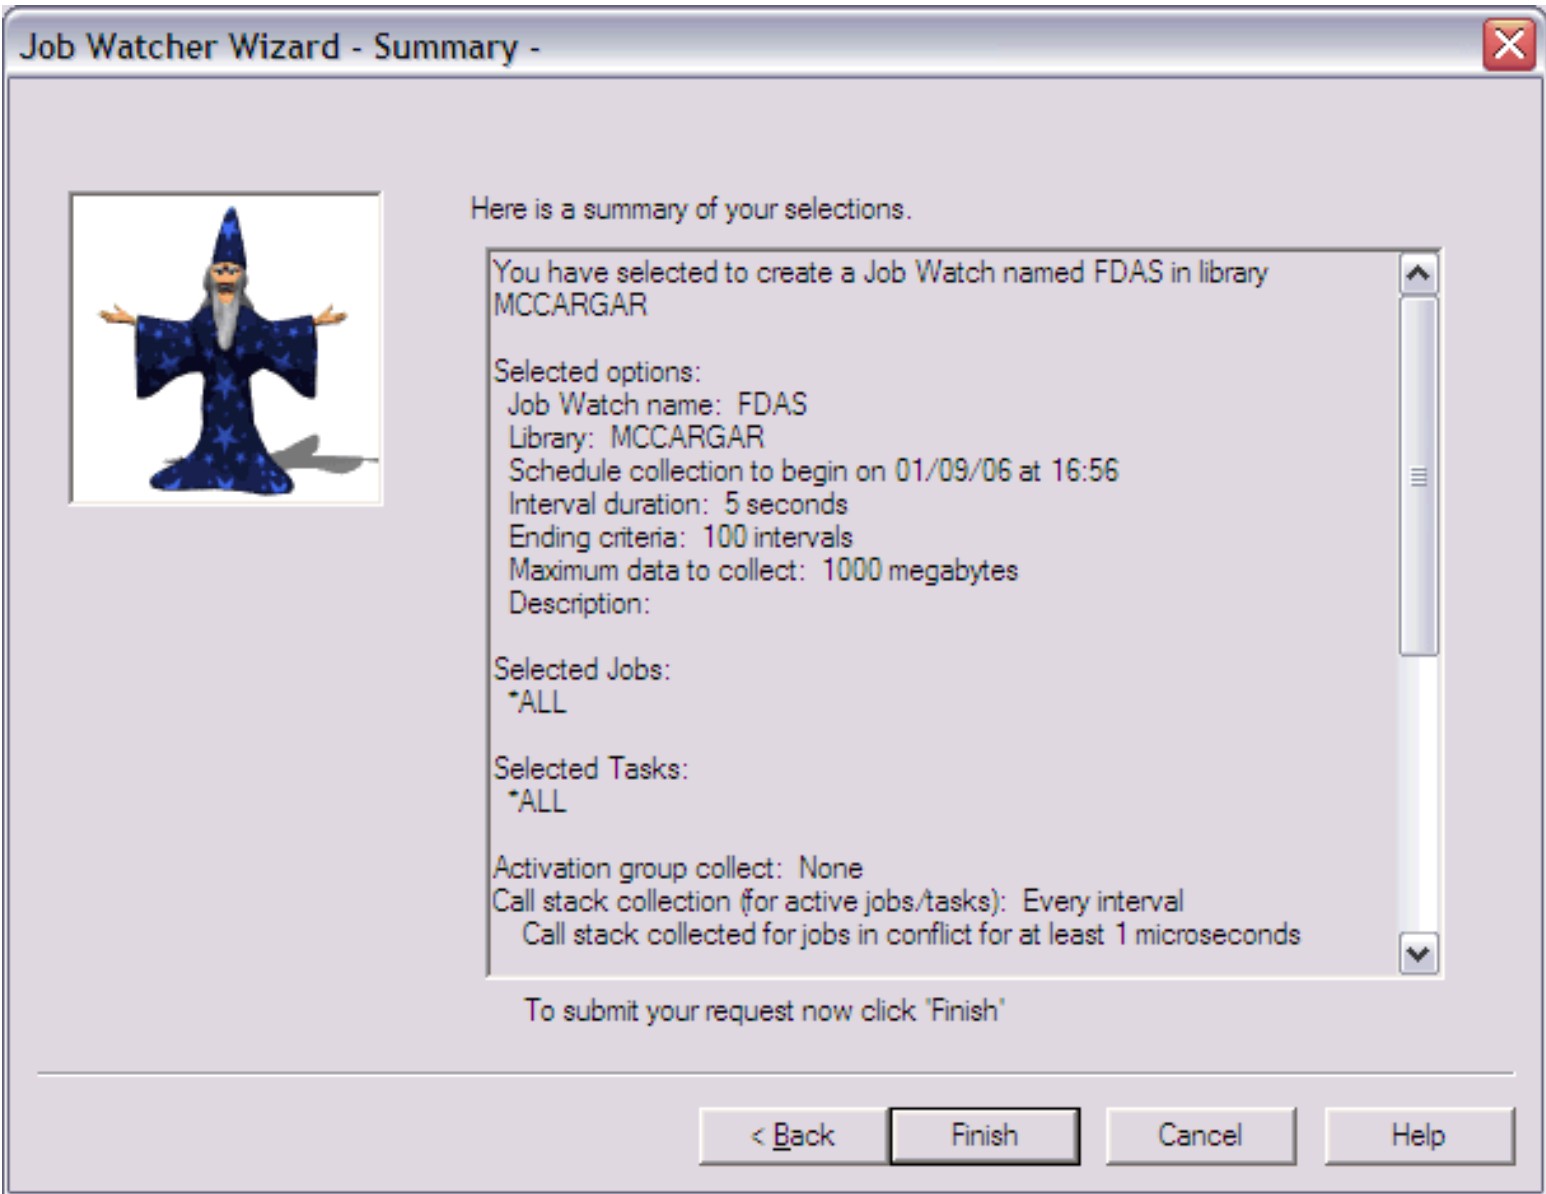 Job Watcher Wizard - Summary -
Here is a summary of your selections.
You have selected to create a Job Watch named FDAS in library
MCCARGAR
Selected options:
Job Watch name:  FDAS
Library:  MCCARGAR
Schedule collection to begin on 01/09/06 at 16:56
Interval duration:  5 seconds
Ending criteria:  100 intervals
Maximum data to collect:  1000 megabytes
Description:
Selected Jobs:
*ALL
Selected Tasks:
*ALL
Activation group collect:  None
Call stack collection (for active jobs/tasks):  Every interval
Call stack collected for jobs in conflict for at least 1 microseconds
To submit your request now click 'Finish'
< Back
Finish
Cancel
Help